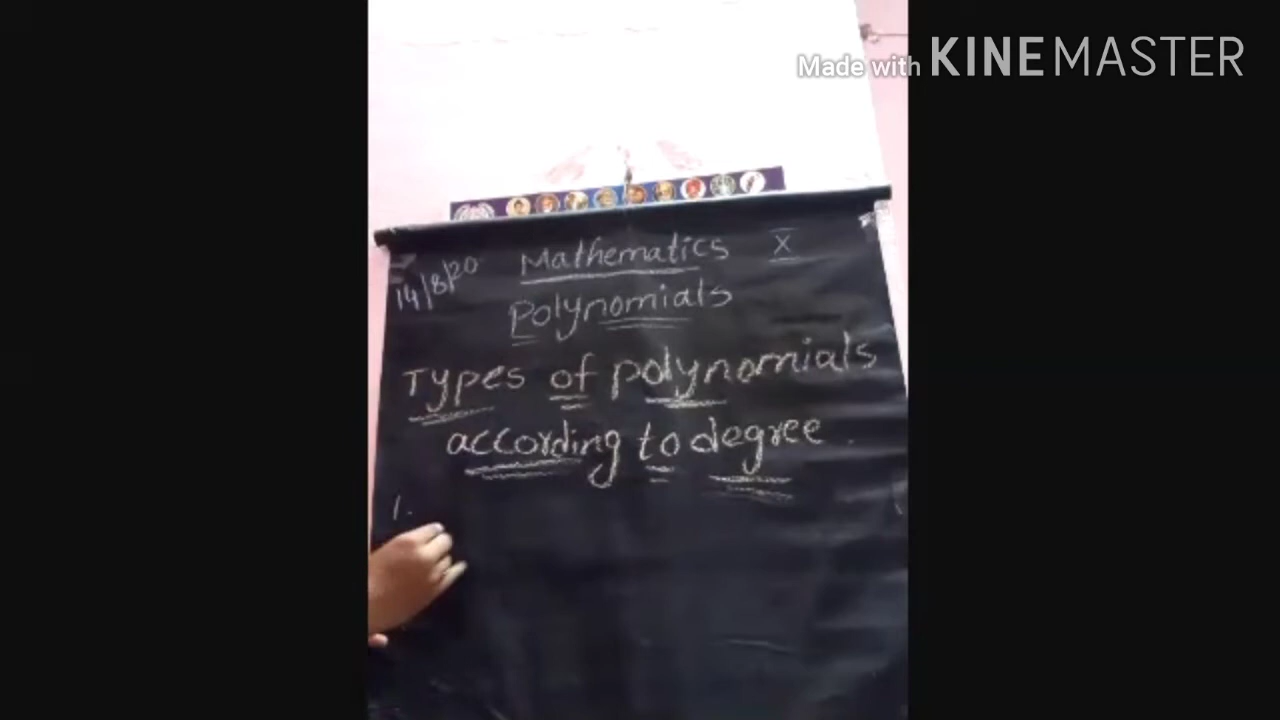 Made with KINEMASTER
14/8/20 Mathematics X
Polynomials
Types of polynomials
according to degree.
1.